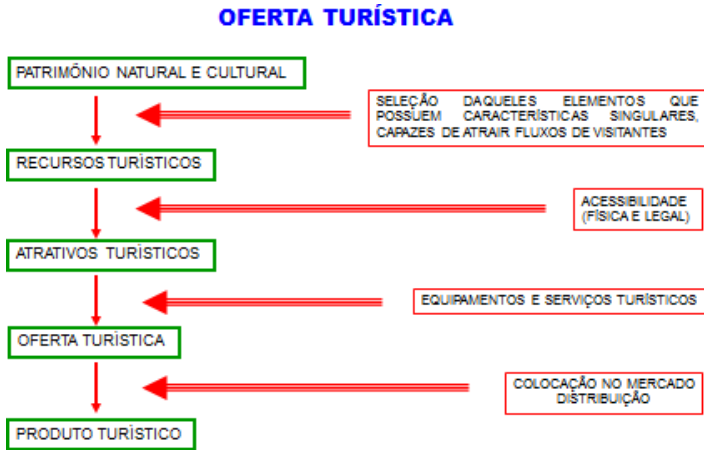 OFERTA TURÍSTICA
PATRIMÔNIO NATURAL E CULTURAL
SELEÇÃO DAQUELES ELEMENTOS QUE
POSSUEM CARACTERÍSTICAS SINGULARES,
CAPAZES DE ATRAIR FLUXOS DE VISITANTES
RECURSOS TURÍSTICOS
ACESSIBILIDADE
(FÍSICA E LEGAL)
ATRATIVOS TURÍSTICOS
EQUIPAMENTOS E SERVIÇOS TURÍSTICOS
OFERTA TURÍSTICA
COLOCAÇÃO NO MERCADO
DISTRIBUIÇÃO
PRODUTO TURÍSTICO